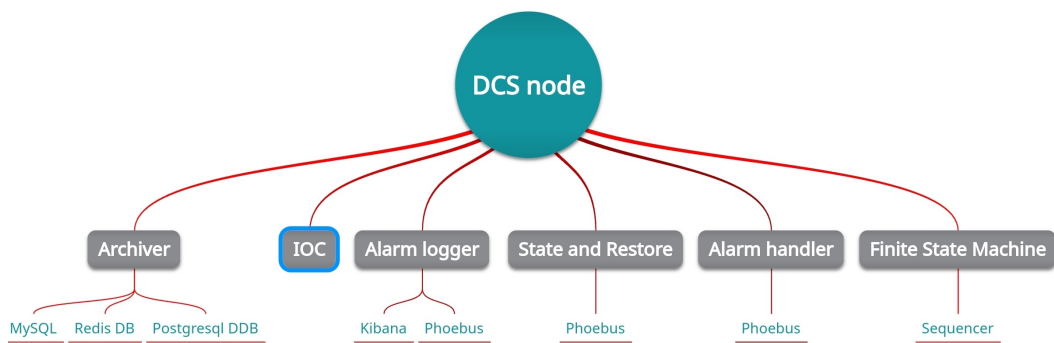 DCS node
Archiver
IOC
Alarm logger
State and Restore
Alarm handler
Finite State Machine
MySQL
Redis DB
Postgresql DDB
Kibana
Phoebus
Phoebus
Phoebus
Sequencer